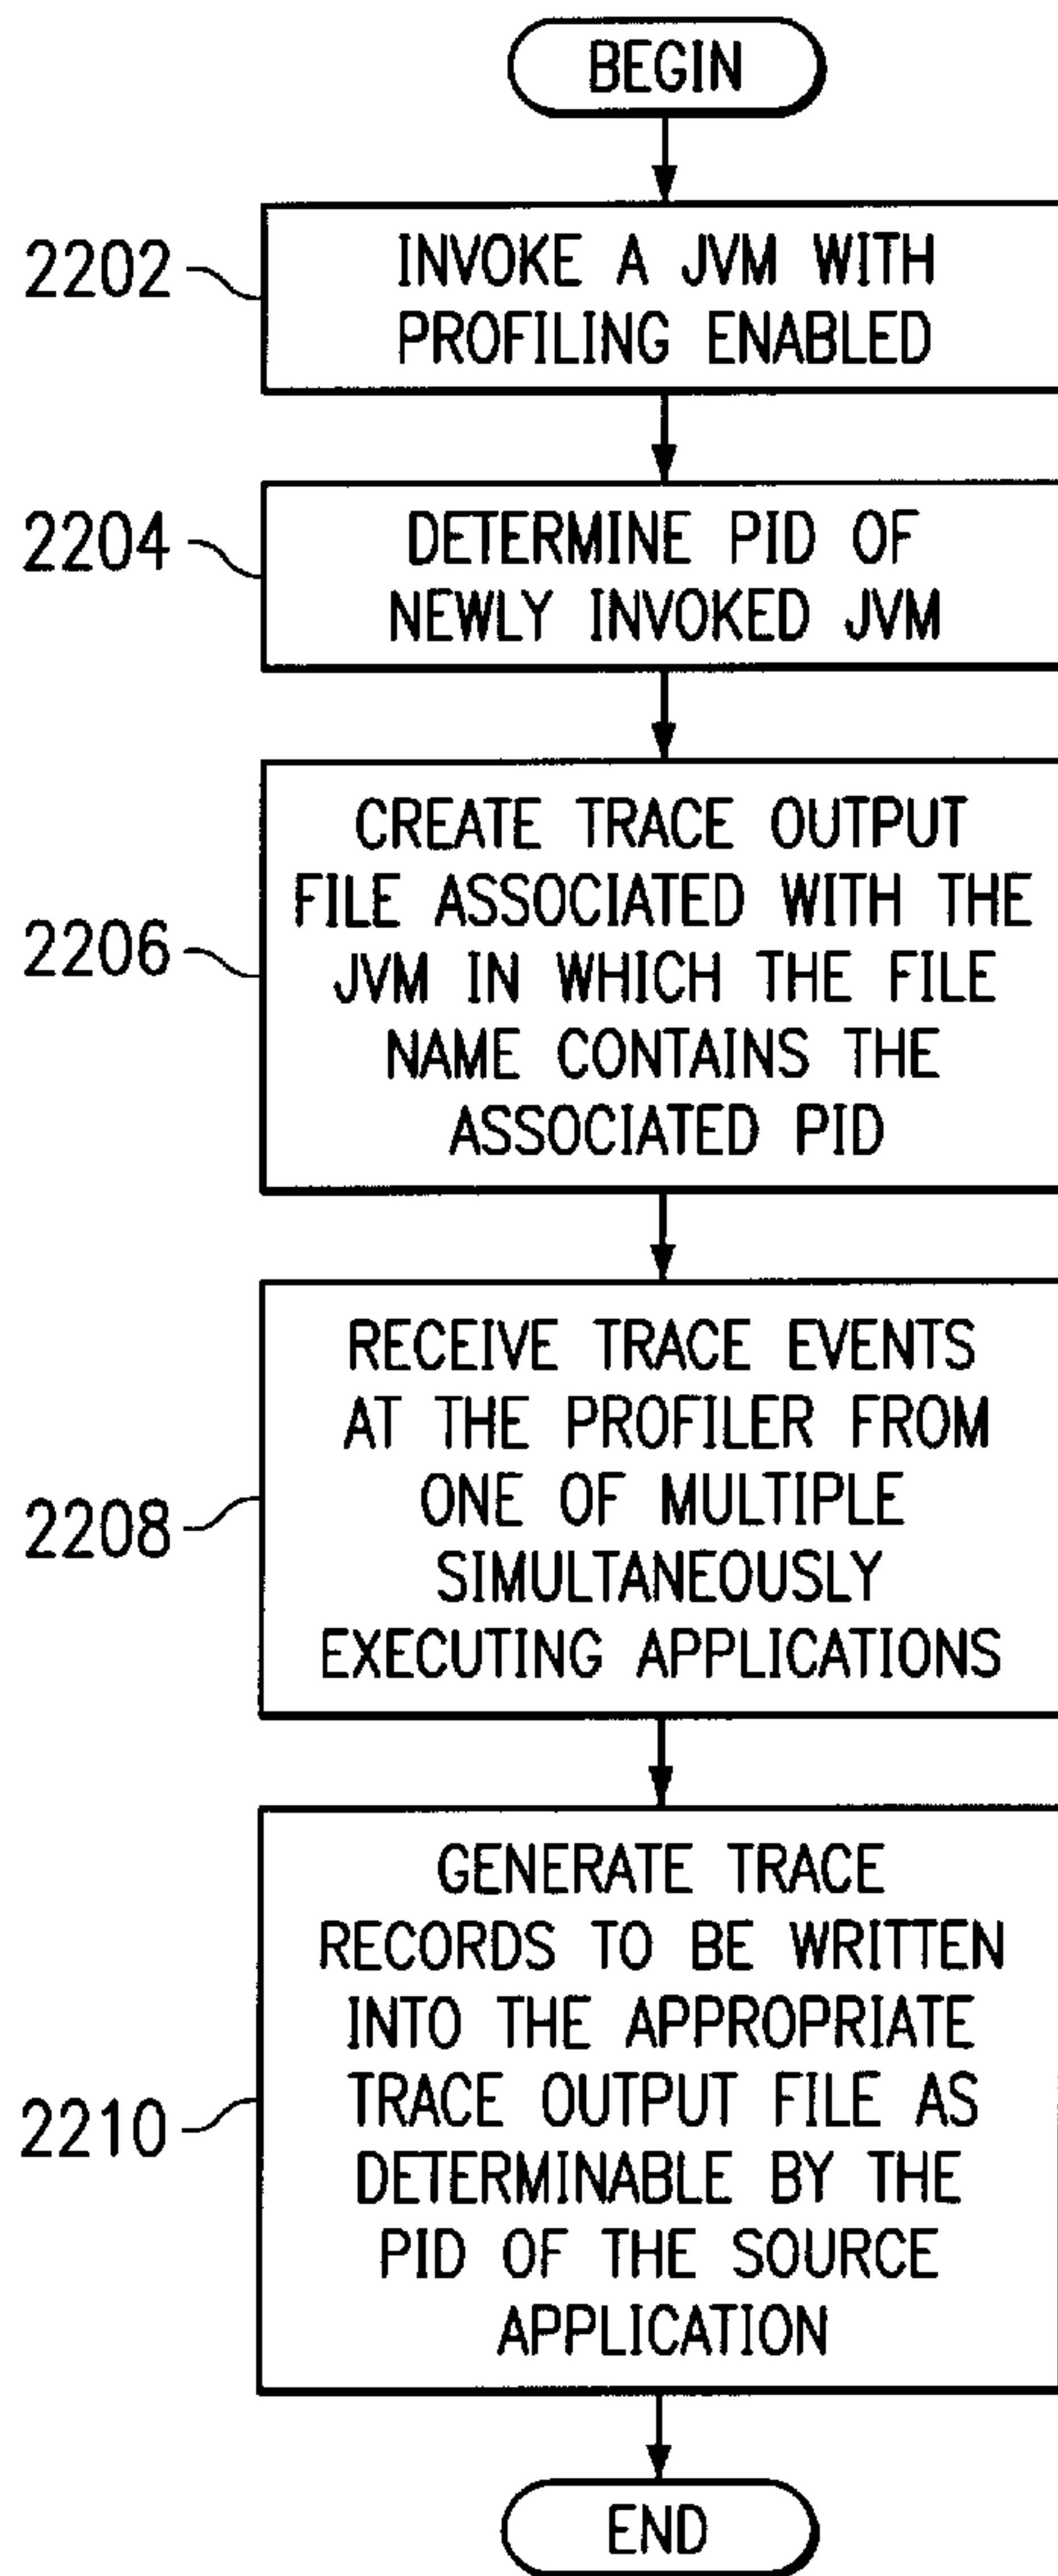 BEGIN
2202
INVOKE A JVM WITH
PROFILING ENABLED
2204
DETERMINE PID OF
NEWLY INVOKED JVM
2206
CREATE TRACE OUTPUT
FILE ASSOCIATED WITH THE
JVM IN WHICH THE FILE
NAME CONTAINS THE
ASSOCIATED PID
2208
RECEIVE TRACE EVENTS
AT THE PROFILER FROM
ONE OF MULTIPLE
SIMULTANEOUSLY
EXECUTING APPLICATIONS
2210
GENERATE TRACE
RECORDS TO BE WRITTEN
INTO THE APPROPRIATE
TRACE OUTPUT FILE AS
DETERMINABLE BY THE
PID OF THE SOURCE
APPLICATION
END